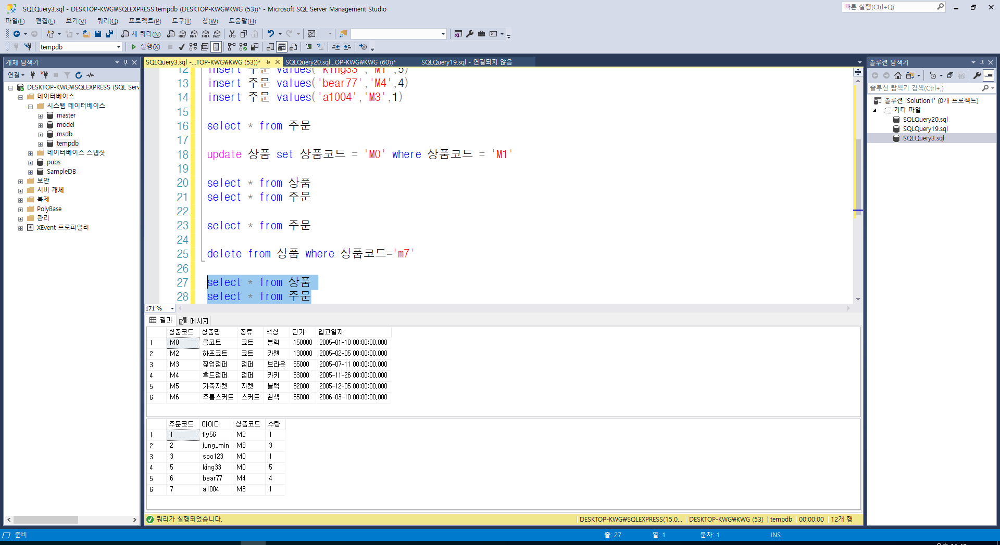 SQLQuery3.sql - DESKTOP-KWG₩SQLEXPRESS.tempdb (DESKTOP-KWG₩KWG (53))* - Microsoft SQL Server Management Studio
빠른 실행(Ctrl+Q)
파일(F) 편집(E) 보기(V) 쿼리(Q) 프로젝트(P) 도구(T) 창(W) 도움말(H)
새 쿼리(N) MDX DMX XMLA DAX
tempdb 실행(X)
개체 탐색기
연결
DESKTOP-KWG₩SQLEXPRESS (SQL Serv
데이터베이스
시스템 데이터베이스
master
model
msdb
tempdb
데이터베이스 스냅샷
pubs
SampleDB
보안
서버 개체
복제
PolyBase
관리
XEvent 프로파일러
SQLQuery3.sql -...TOP-KWG₩KWG (53))* SQLQuery20.sql...OP-KWG₩KWG (60))* SQLQuery19.sql - 연결되지 않음
12 insert 주문 values('king33','M1',5)
13 insert 주문 values('bear77','M4',4)
14 insert 주문 values('a1004','M3',1)
15
16 select * from 주문
17
18 update 상품 set 상품코드 = 'M0' where 상품코드 = 'M1'
19
20 select * from 상품
21 select * from 주문
22
23 select * from 주문
24
25 delete from 상품 where 상품코드='m7'
26
27 select * from 상품
28 select * from 주문
171 %
결과 메시지
상품코드 상품명 종류 색상 단가 입고일자
1 M0 롱코트 코트 블랙 150000 2005-01-10 00:00:00,000
2 M2 하프코트 코트 카멜 130000 2005-02-05 00:00:00,000
3 M3 짚업점퍼 점퍼 브라운 55000 2005-07-11 00:00:00,000
4 M4 후드점퍼 점퍼 카키 63000 2005-11-26 00:00:00,000
5 M5 가죽자켓 자켓 블랙 82000 2005-12-05 00:00:00,000
6 M6 주름스커트 스커트 흰색 65000 2006-03-10 00:00:00,000
주문코드 아이디 상품코드 수량
1 1 fly56 M2 1
2 2 jung_min M3 3
3 3 soo123 M0 1
4 5 king33 M0 5
5 6 bear77 M4 4
6 7 a1004 M3 1
쿼리가 실행되었습니다. DESKTOP-KWG₩SQLEXPRESS(15.0... DESKTOP-KWG₩KWG (53) tempdb 00:00:00 12개 행
솔루션 탐색기
솔루션 탐색기 검색(Ctrl+;)
솔루션 'Solution1' (0개 프로젝트)
기타 파일
SQLQuery20.sql
SQLQuery19.sql
SQLQuery3.sql
준비 줄: 27 열: 1 문자: 1 INS